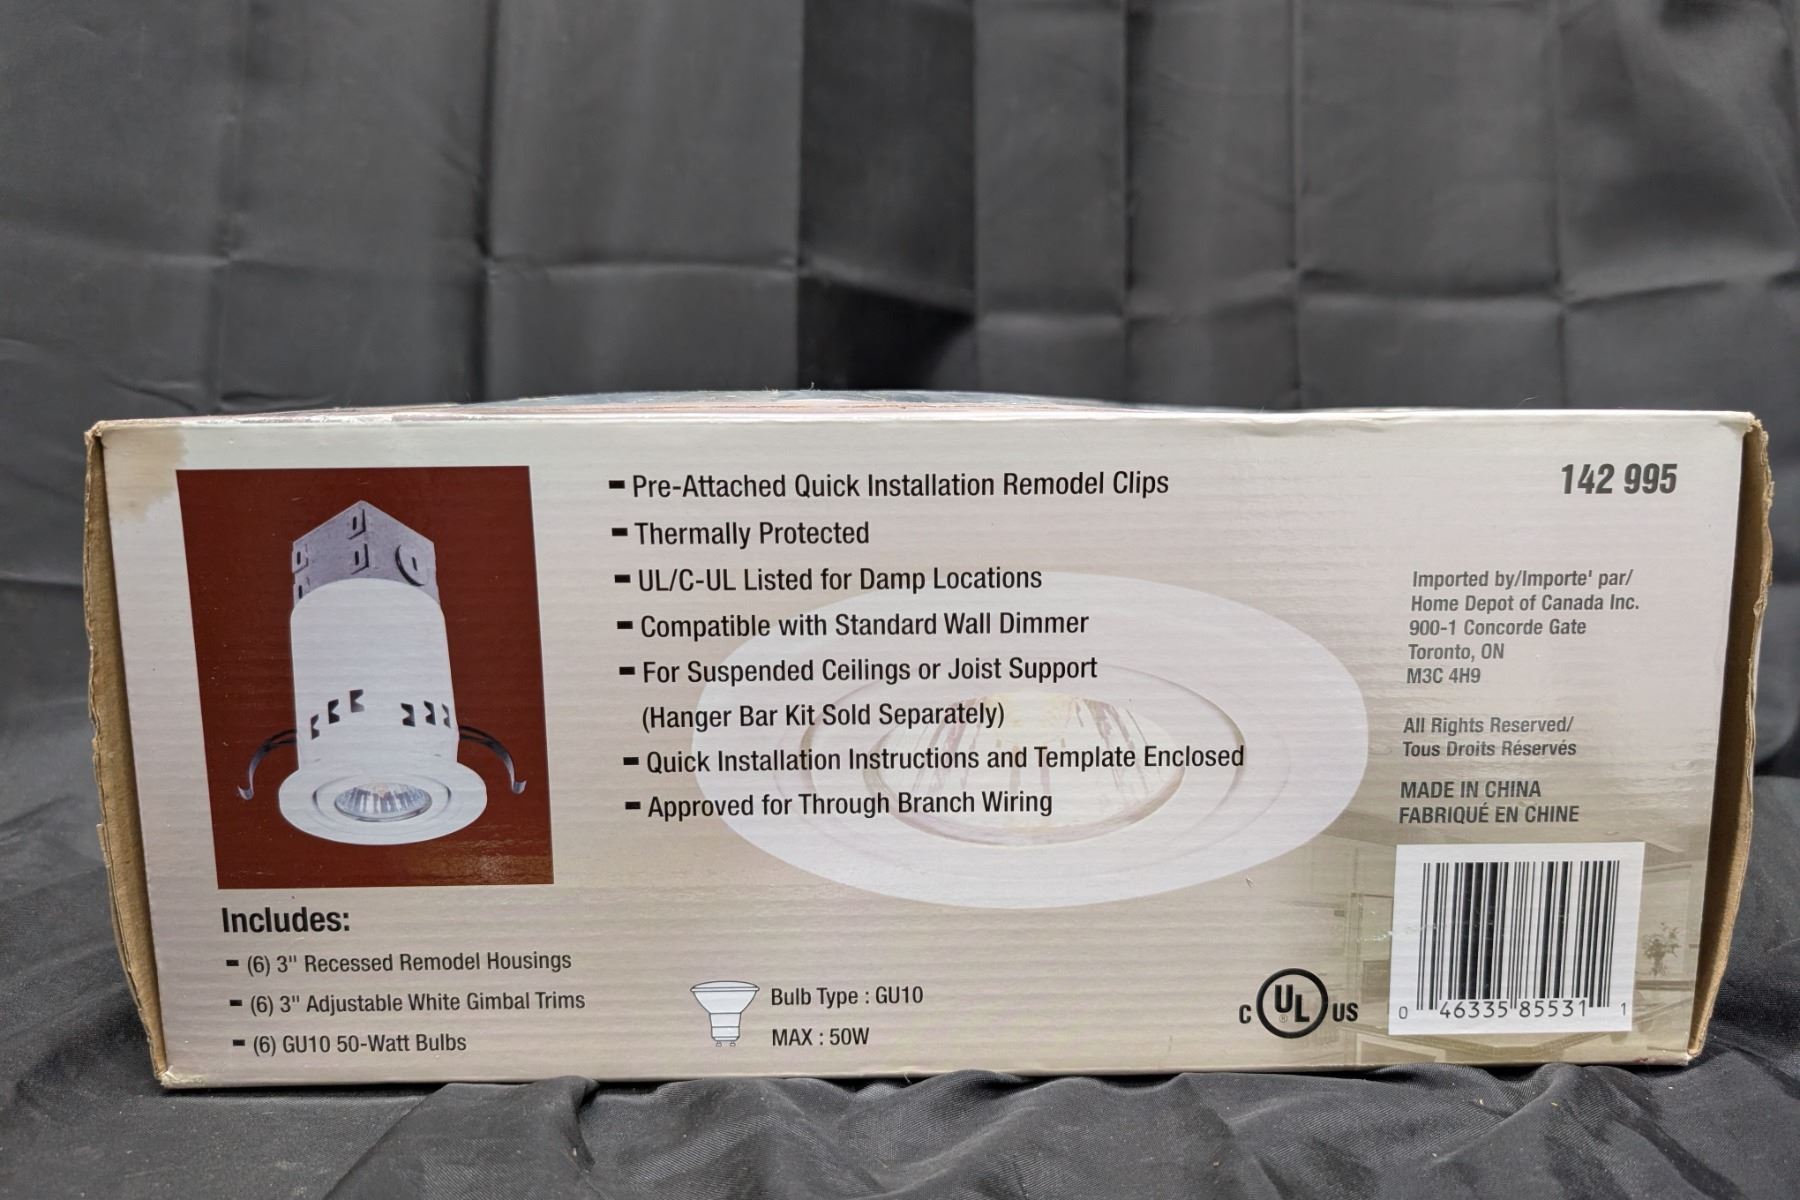 - Pre-Attached Quick Installation Remodel Clips
- Thermally Protected
- UL/C-UL Listed for Damp Locations
- Compatible with Standard Wall Dimmer
- For Suspended Ceilings or Joist Support
(Hanger Bar Kit Sold Separately)
- Quick Installation Instructions and Template Enclosed
- Approved for Through Branch Wiring
Includes:
- (6) 3" Recessed Remodel Housings
- (6) 3" Adjustable White Gimbal Trims
- (6) GU10 50-Watt Bulbs
Bulb Type : GU10
MAX : 50W
142 995
Imported by/Importe' par/
Home Depot of Canada Inc.
900-1 Concorde Gate
Toronto, ON
M3C 4H9
All Rights Reserved/
Tous Droits Réservés
MADE IN CHINA
FABRIQUÉ EN CHINE
C UL ® US
0 46335 85531 1